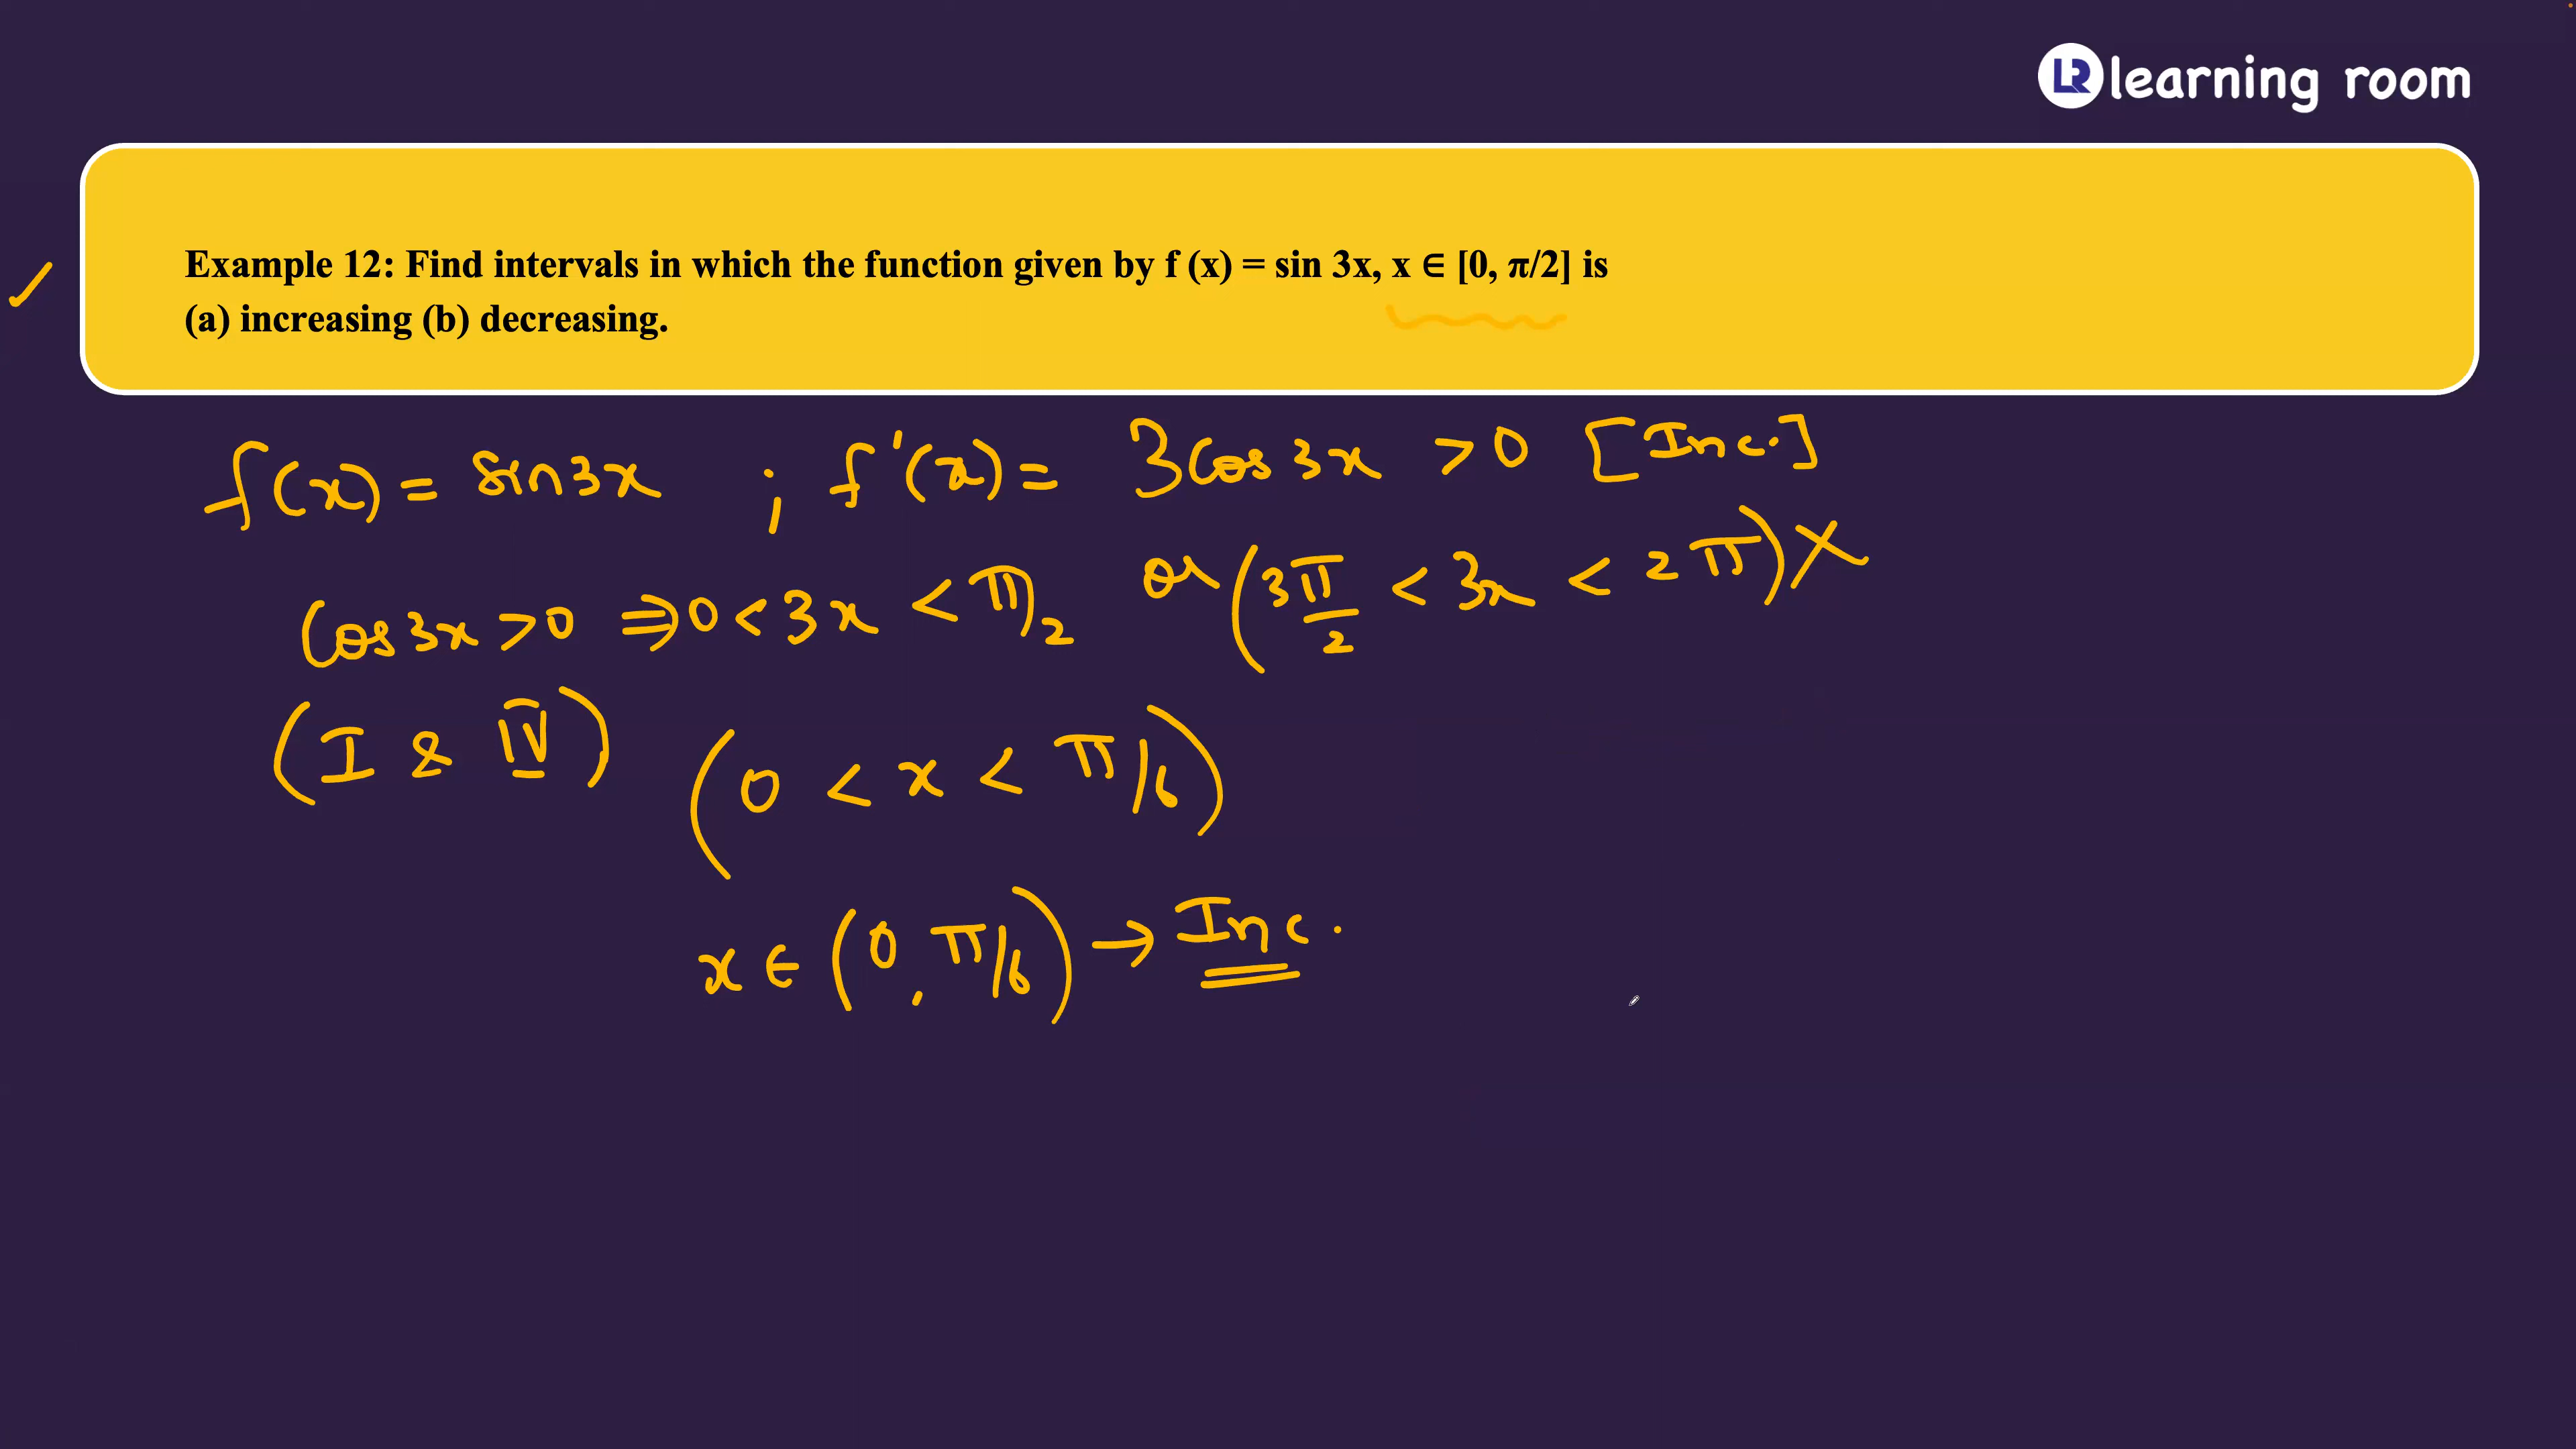 LR learning room
Example 12: Find intervals in which the function given by f (x) = sin 3x, x ∈ [0, π/2] is
(a) increasing (b) decreasing.
f(x) = sin3x ; f'(x) = 3cos3x > 0 [Inc.]
Cos3x > 0 ⇒ 0 < 3x < π/2 or (3π/2 < 3x < 2π) X
(I & IV) (0 < x < π/6)
x ∈ (0, π/6) → Inc.